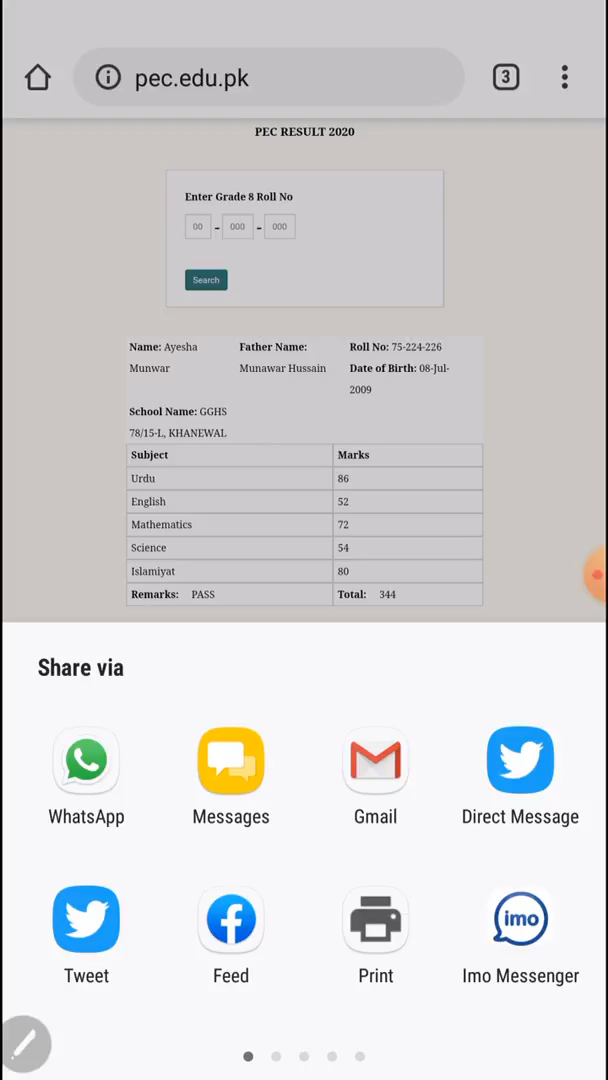 pec.edu.pk
3
PEC RESULT 2020
Enter Grade 8 Roll No
00 - 000 - 000
Search
Name: Ayesha Munwar
Father Name: Munawar Hussain
Roll No: 75-224-226
Date of Birth: 08-Jul-2009
School Name: GGHS
78/15-L, KHANEWAL
Subject Marks
Urdu 86
English 52
Mathematics 72
Science 54
Islamiyat 80
Remarks: PASS Total: 344
Share via
WhatsApp Messages Gmail Direct Message
imo
Tweet Feed Print Imo Messenger